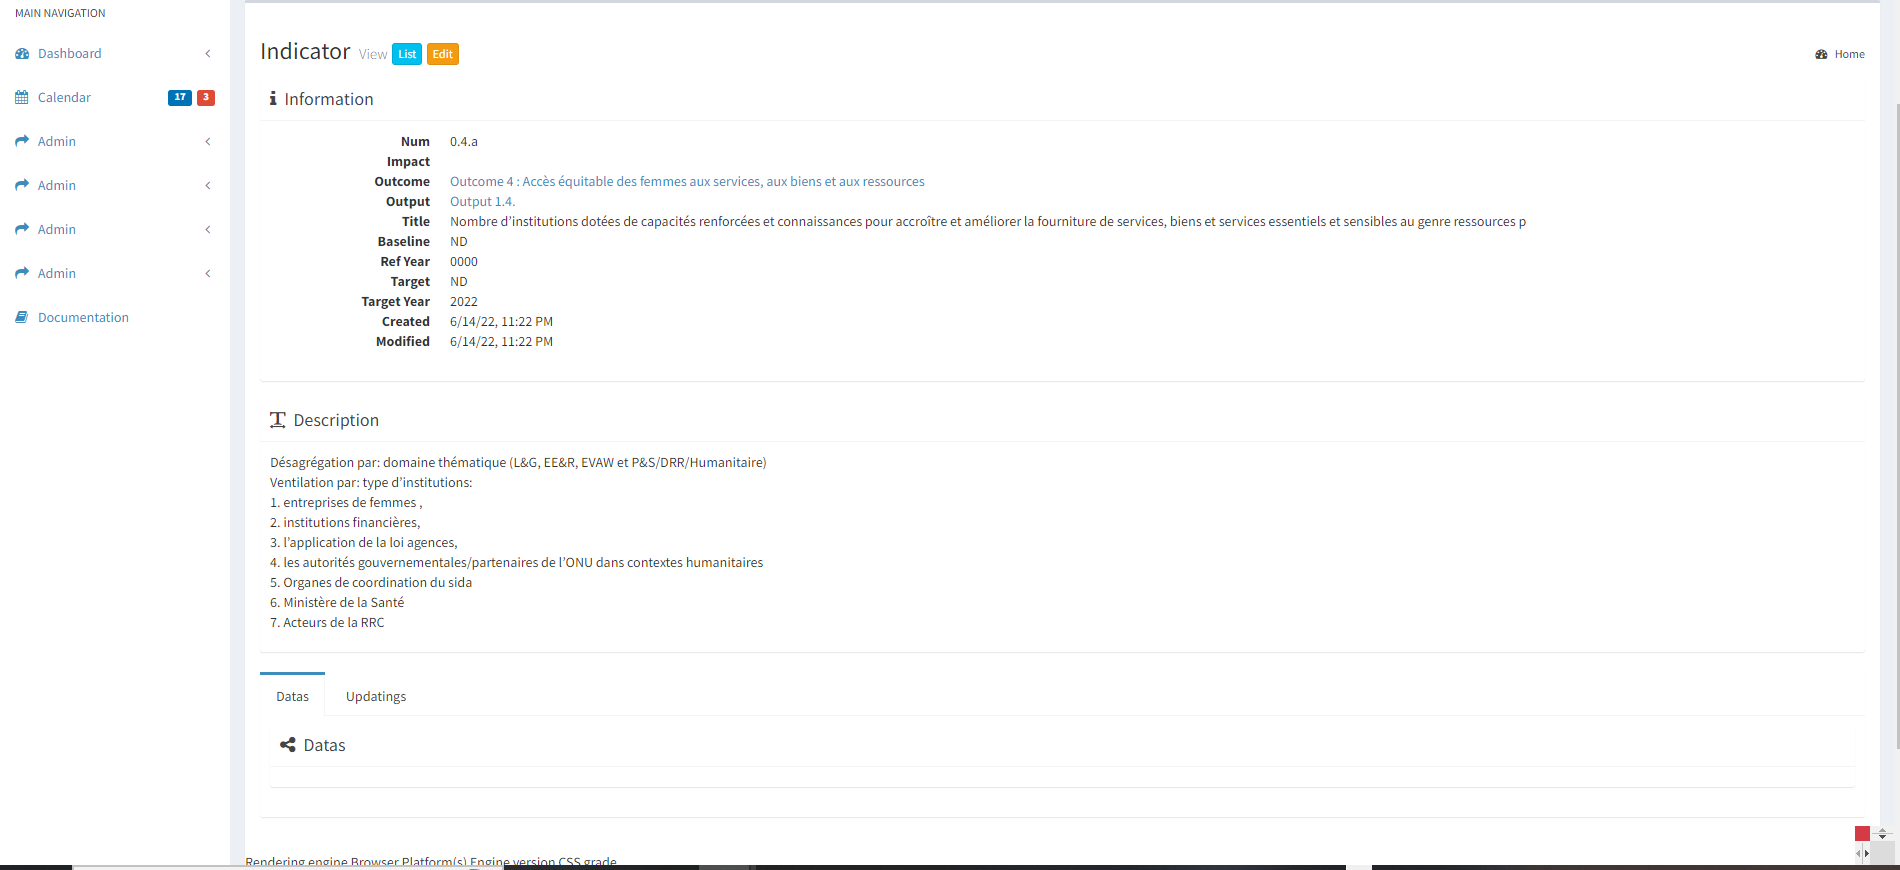 MAIN NAVIGATION
Dashboard
Calendar 17 3
Admin
Admin
Admin
Admin
Documentation
Indicator View List Edit
Home
Information
Num 0.4.a
Impact
Outcome Outcome 4 : Accès équitable des femmes aux services, aux biens et aux ressources
Output Output 1.4.
Title Nombre d’institutions dotées de capacités renforcées et connaissances pour accroître et améliorer la fourniture de services, biens et services essentiels et sensibles au genre ressources p
Baseline ND
Ref Year 0000
Target ND
Target Year 2022
Created 6/14/22, 11:22 PM
Modified 6/14/22, 11:22 PM
Description
Désagrégation par: domaine thématique (L&G, EE&R, EVAW et P&S/DRR/Humanitaire)
Ventilation par: type d’institutions:
1. entreprises de femmes ,
2. institutions financières,
3. l’application de la loi agences,
4. les autorités gouvernementales/partenaires de l’ONU dans contextes humanitaires
5. Organes de coordination du sida
6. Ministère de la Santé
7. Acteurs de la RRC
Datas Updatings
Datas
Rendering engine Browser Platform(s) Engine version CSS grade